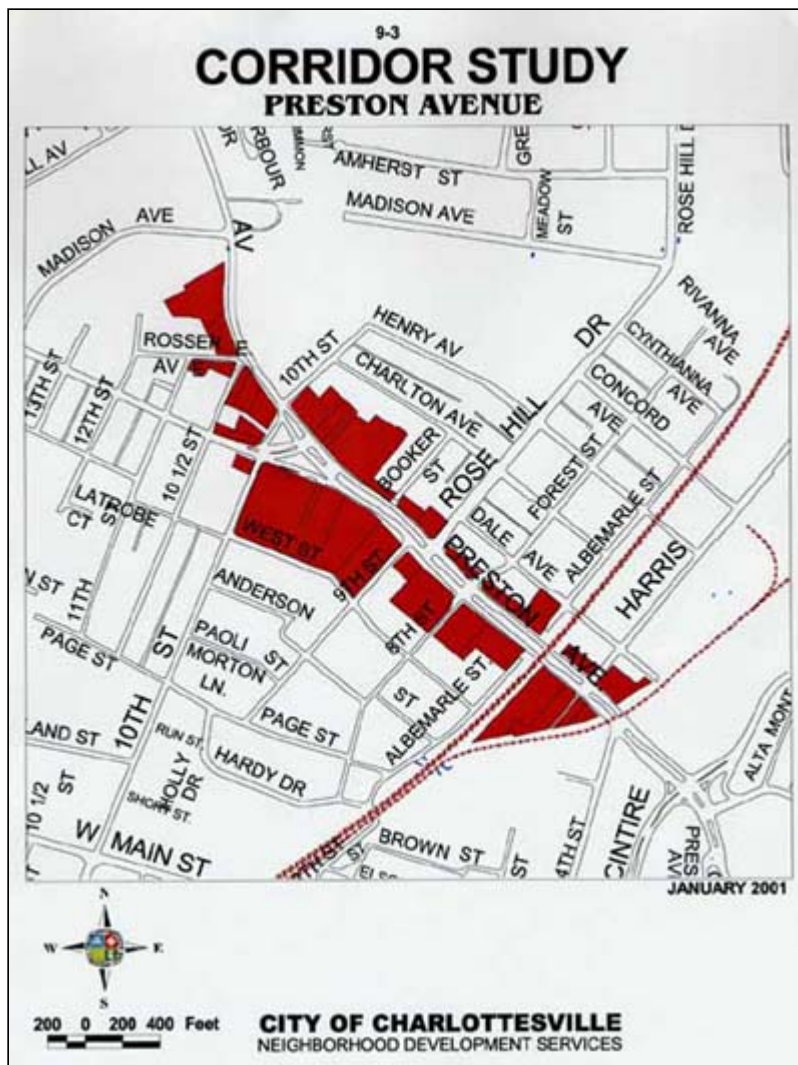 9-3
CORRIDOR STUDY
PRESTON AVENUE
AMHERST ST
MADISON AVE
MEADOW
ST
ROSE HILL D
MADISON AVE
AV
10TH ST
HENRY AV
CHARLTON AVE
BOOKER
ST
ROSE HILL DR
RIVANNA
AVE
CYNTHIANNA
AVE
CONCORD
AVE
FOREST ST
DALE AVE
ALBEMARLE ST
HARRIS
PRESTON AVE
13TH ST
12TH ST
10 1/2 ST
LATROBE
CT
11TH ST
WEST ST
9TH ST
ANDERSON
ST
8TH ST
ST
PAOLI
MORTON
LN.
PAGE ST
PAGE ST
ALBEMARLE ST
10TH ST
RUN ST.
HOLLY
DR
HARDY DR
SHORT ST.
LAND ST
10 1/2
ST
W MAIN ST
BROWN ST
ST
4TH ST
CINTIRE
PRES
AV
ALTA MONT
JANUARY 2001
N
W
E
S
200 0 200 400 Feet
CITY OF CHARLOTTESVILLE
NEIGHBORHOOD DEVELOPMENT SERVICES